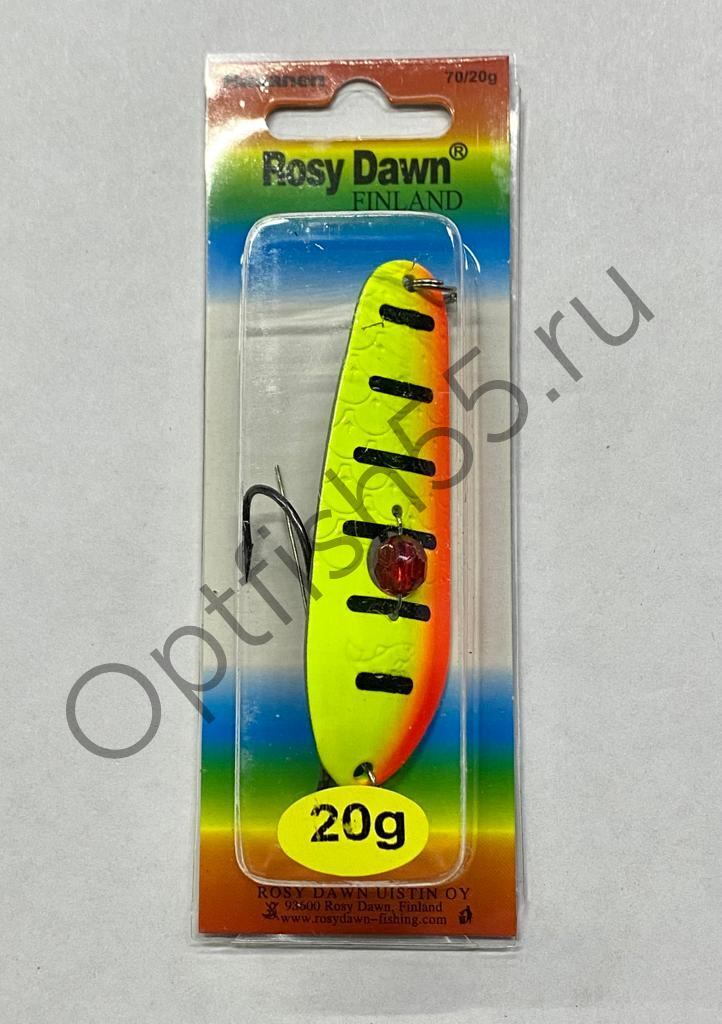 70/20g
Rosy Dawn®
FINLAND
Optfish55.ru
20g
ROSY DAWN UISTIN OY
98600 Rosy Dawn, Finland
www.rosydawn-fishing.com